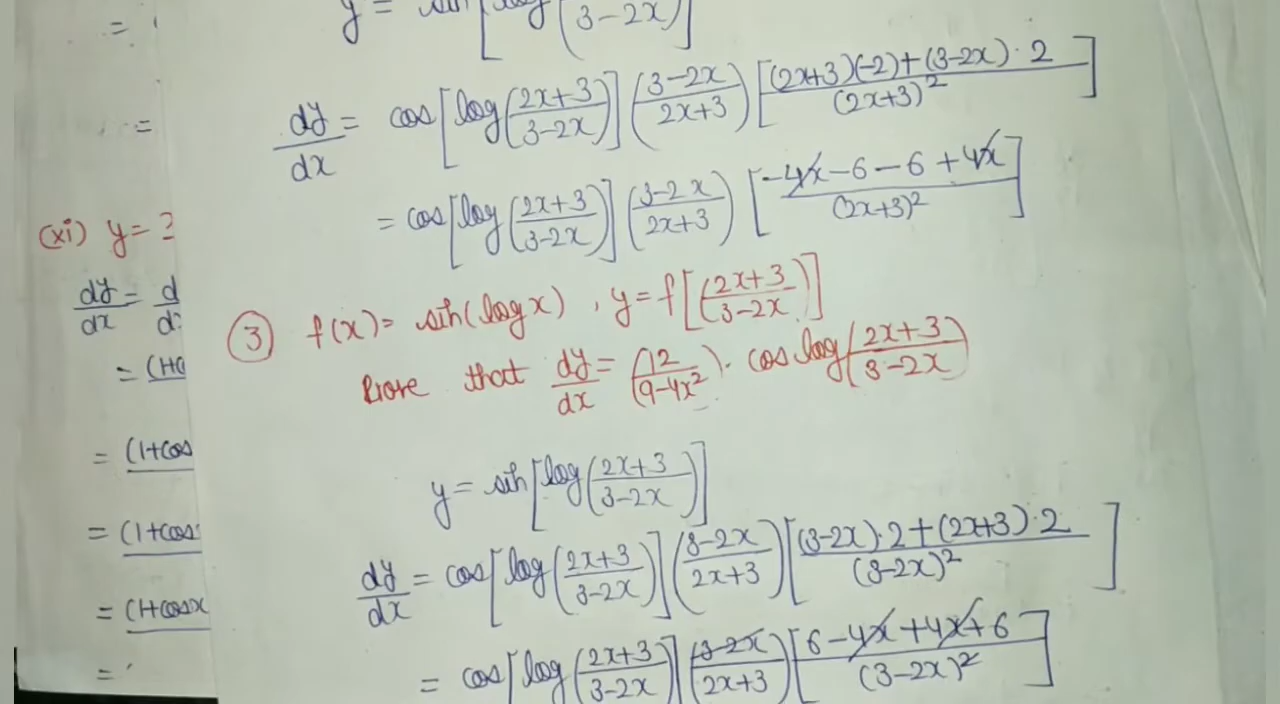 =
y = sin[log(3-2x)]
dy/dx = cos[log(2x+3/3-2x)] (3-2x/2x+3) [(2x+3)(-2)+(3-2x)·2/(2x+3)²]
=
= cos[log(2x+3/3-2x)] (3-2x/2x+3) [-4x-6-6+4x/(2x+3)²]
(xi) y=
dy/dx = d/d
= (1+c
= (1+cos
= (1+cos
= (1+cosx
=
③ f(x) = sin(log x), y = f[(2x+3/3-2x)]
Prove that dy/dx = (12/9-4x²). cos log(2x+3/3-2x)
y = sin[log(2x+3/3-2x)]
dy/dx = cos[log(2x+3/3-2x)] (3-2x/2x+3) [(3-2x)·2+(2x+3)·2/(3-2x)²]
= cos[log(2x+3/3-2x)] (3-2x/2x+3) [6-4x+4x+6/(3-2x)²]